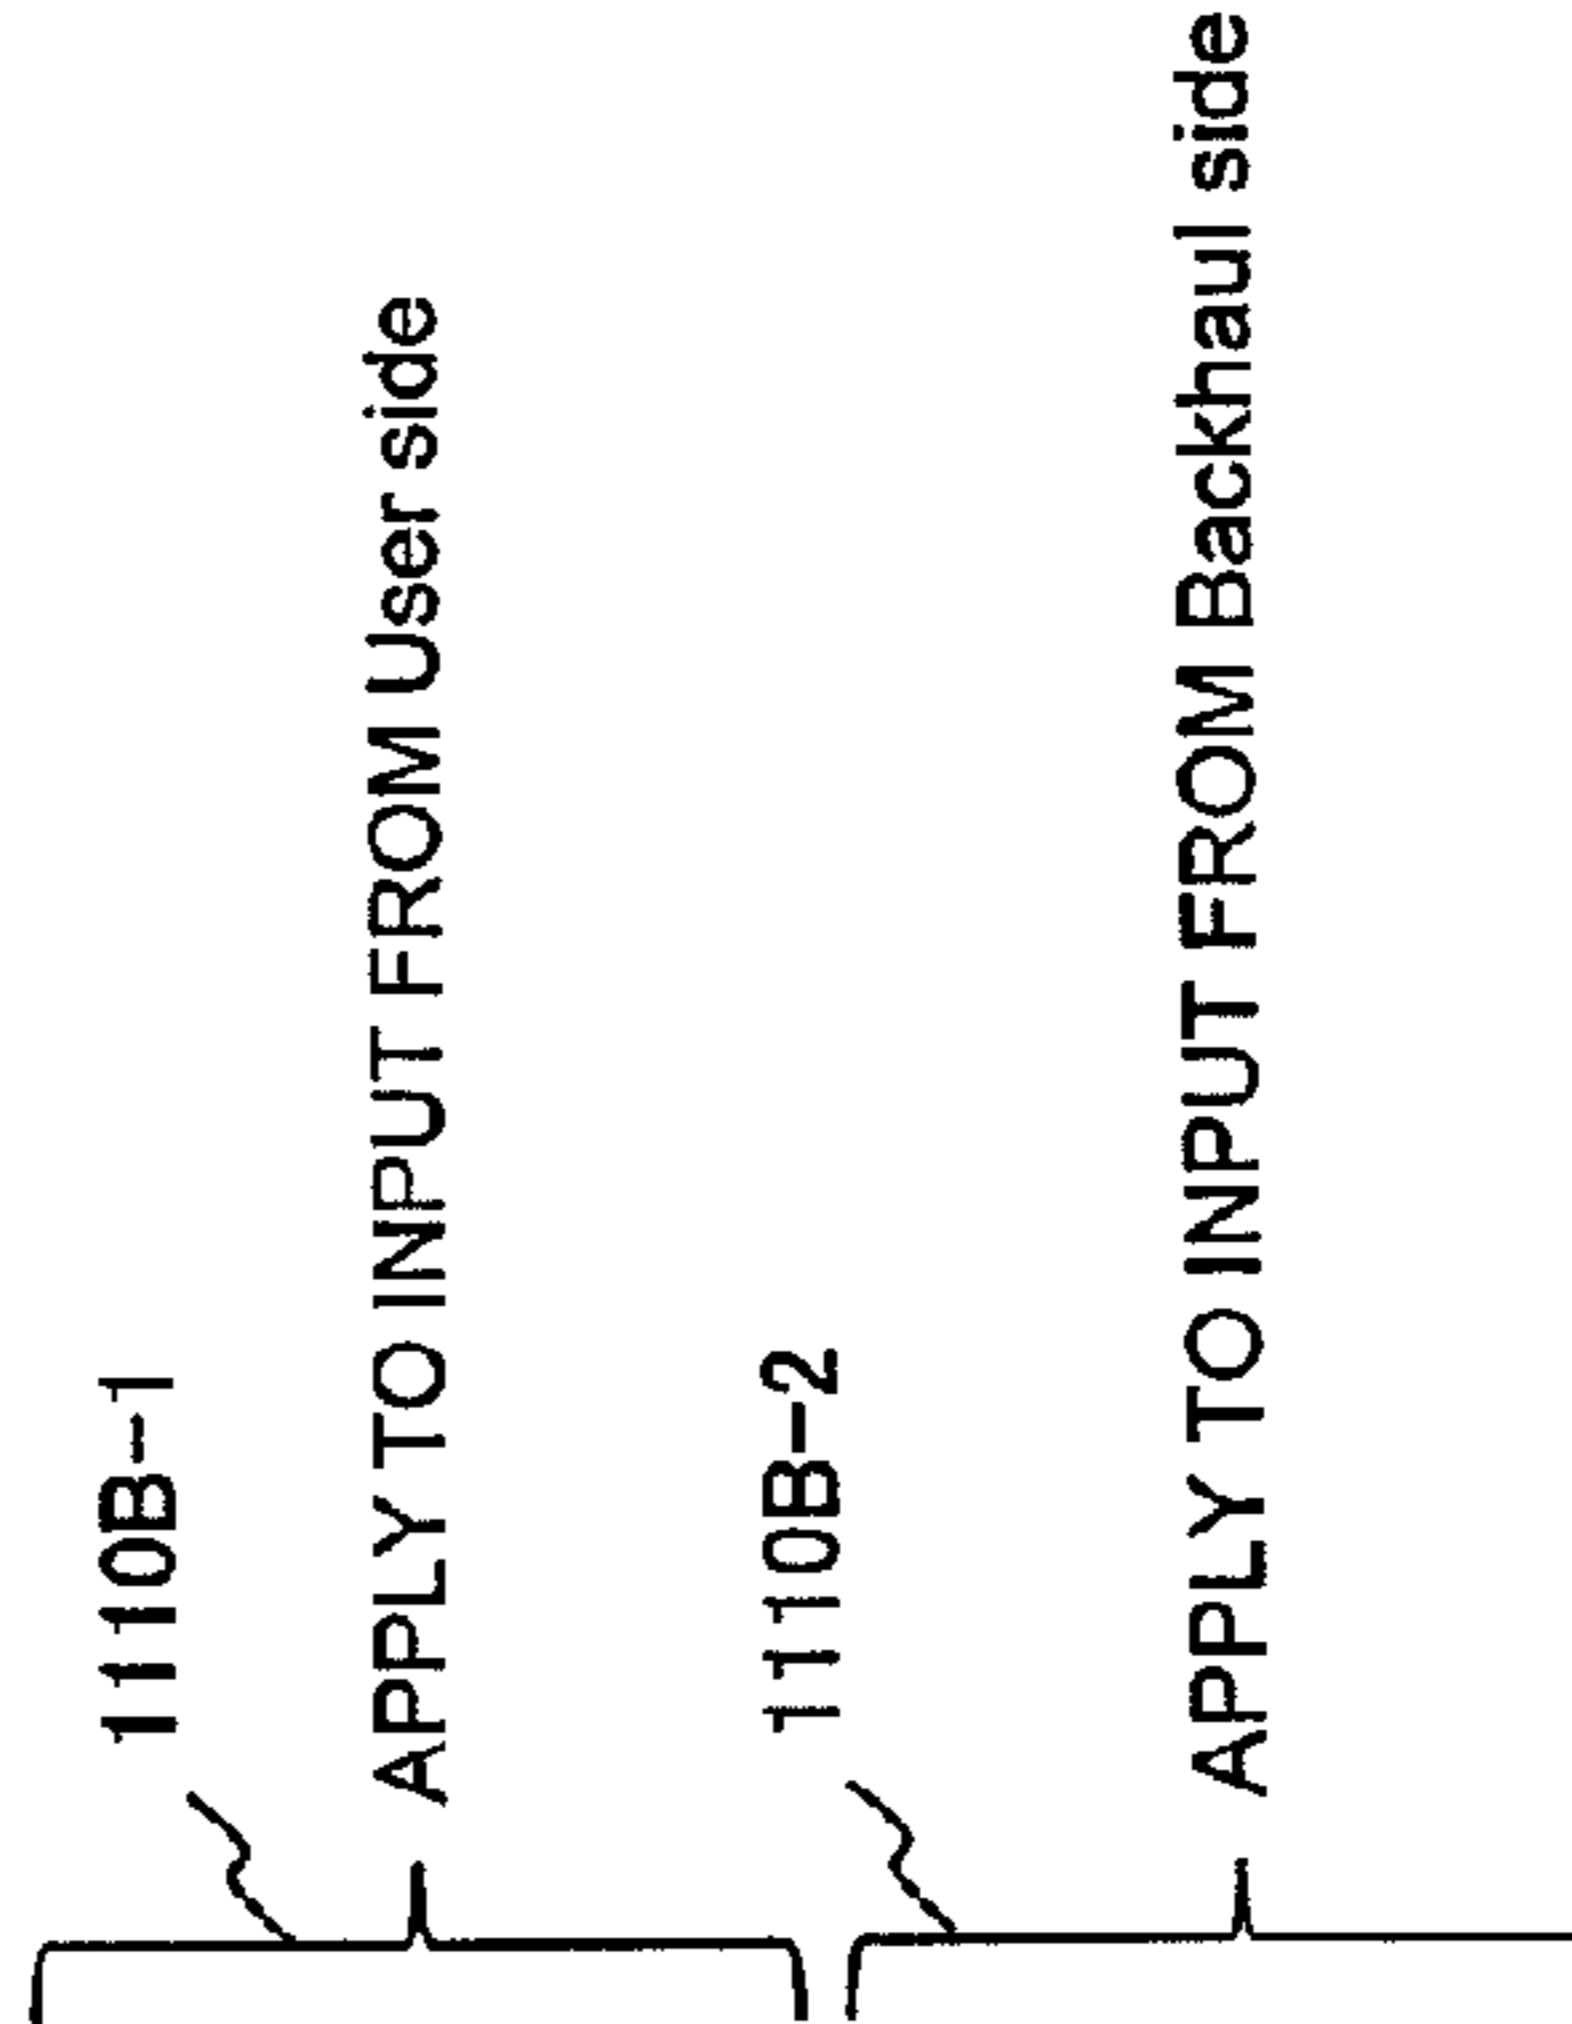 1110B-1
APPLY TO INPUT FROM User side
1110B-2
APPLY TO INPUT FROM Backhaul side